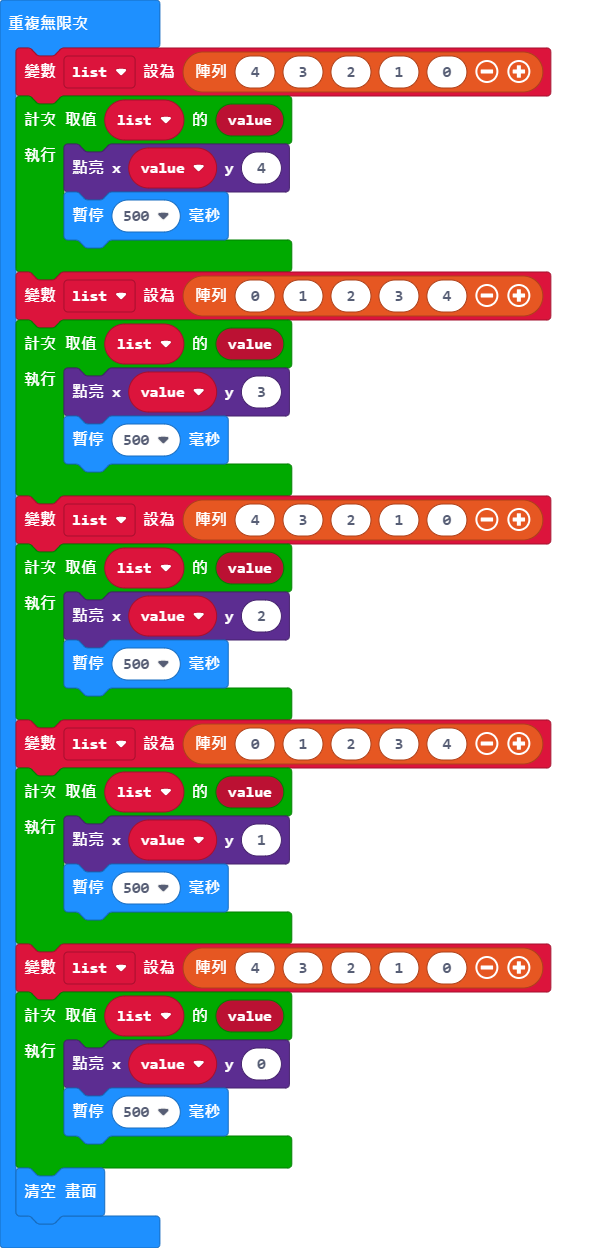 重複無限次
變數 list 設為 陣列 4 3 2 1 0
計次 取值 list 的 value
執行 點亮 x value y 4
暫停 500 毫秒
變數 list 設為 陣列 0 1 2 3 4
計次 取值 list 的 value
執行 點亮 x value y 3
暫停 500 毫秒
變數 list 設為 陣列 4 3 2 1 0
計次 取值 list 的 value
執行 點亮 x value y 2
暫停 500 毫秒
變數 list 設為 陣列 0 1 2 3 4
計次 取值 list 的 value
執行 點亮 x value y 1
暫停 500 毫秒
變數 list 設為 陣列 4 3 2 1 0
計次 取值 list 的 value
執行 點亮 x value y 0
暫停 500 毫秒
清空 畫面